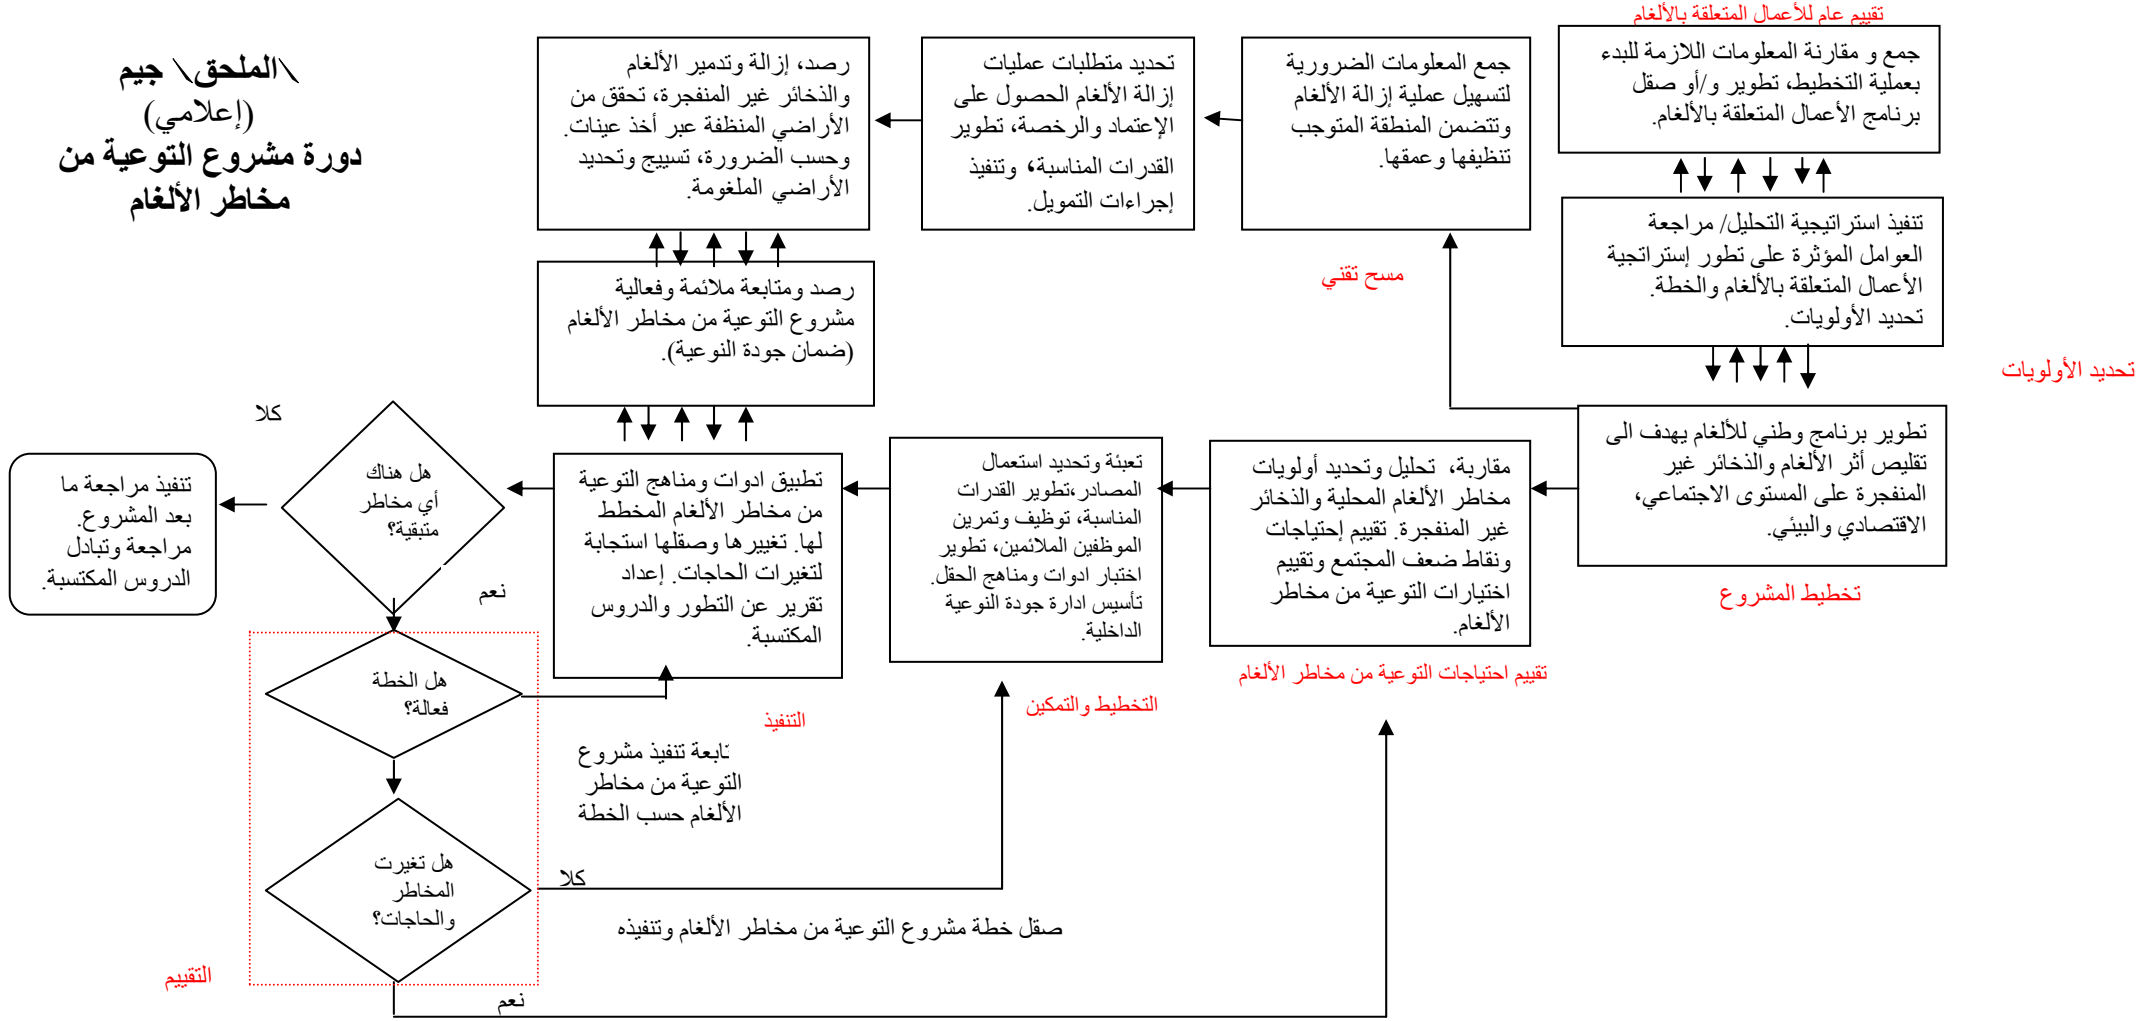 \الملحق\ جيم
(إعلامي)
دورة مشروع التوعية من
مخاطر الألغام
تقييم عام للأعمال المتعلقة بالألغام
جمع و مقارنة المعلومات اللازمة للبدء
بعملية التخطيط، تطوير و/أو صقل
برنامج الأعمال المتعلقة بالألغام.
جمع المعلومات الضرورية
لتسهيل عملية إزالة الألغام
وتتضمن المنطقة المتوجب
تنظيفها وعمقها.
تحديد متطلبات عمليات
إزالة الألغام الحصول على
الإعتماد والرخصة، تطوير
القدرات المناسبة، وتنفيذ
إجراءات التمويل.
رصد، إزالة وتدمير الألغام
والذخائر غير المنفجرة، تحقق من
الأراضي المنظفة عبر أخذ عينات.
وحسب الضرورة، تسييج وتحديد
الأراضي الملغومة.
تنفيذ استراتيجية التحليل/ مراجعة
العوامل المؤثرة على تطور إستراتجية
الأعمال المتعلقة بالألغام والخطة.
تحديد الأولويات.
مسح تقني
رصد ومتابعة ملائمة وفعالية
مشروع التوعية من مخاطر الألغام
(ضمان جودة النوعية).
تحديد الأولويات
تطوير برنامج وطني للألغام يهدف الى
تقليص أثر الألغام والذخائر غير
المنفجرة على المستوى الاجتماعي،
الاقتصادي والبيئي.
تخطيط المشروع
مقاربة، تحليل وتحديد أولويات
مخاطر الألغام المحلية والذخائر
غير المنفجرة. تقييم إحتياجات
ونقاط ضعف المجتمع وتقييم
اختيارات التوعية من مخاطر
الألغام.
تقييم احتياجات التوعية من مخاطر الألغام
تعبئة وتحديد استعمال
المصادر،تطوير القدرات
المناسبة، توظيف وتمرين
الموظفين الملائمين، تطوير
اختبار ادوات ومناهج الحقل.
تأسيس ادارة جودة النوعية
الداخلية.
التخطيط والتمكين
تطبيق ادوات ومناهج التوعية
من مخاطر الألغام المخطط
لها. تغييرها وصقلها استجابة
لتغيرات الحاجات. إعداد
تقرير عن التطور والدروس
المكتسبة.
التنفيذ
كلا
هل هناك
أي مخاطر
متبقية؟
تنفيذ مراجعة ما
بعد المشروع.
مراجعة وتبادل
الدروس المكتسبة.
نعم
هل الخطة
فعالة؟
تنفيذ مشروع
التوعية من مخاطر
الألغام حسب الخطة
هل تغيرت
المخاطر
والحاجات؟
كلا
صقل خطة مشروع التوعية من مخاطر الألغام وتنفيذه
التقييم
نعم